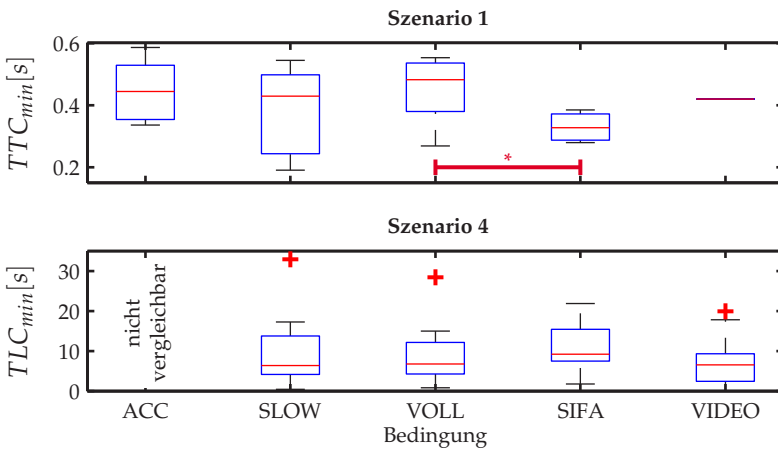 Szenario 1
TTCmin[s]
0.6
0.4
0.2
*
Szenario 4
TLCmin[s]
30
20
10
0
nicht
vergleichbar
ACC SLOW VOLL SIFA VIDEO
Bedingung